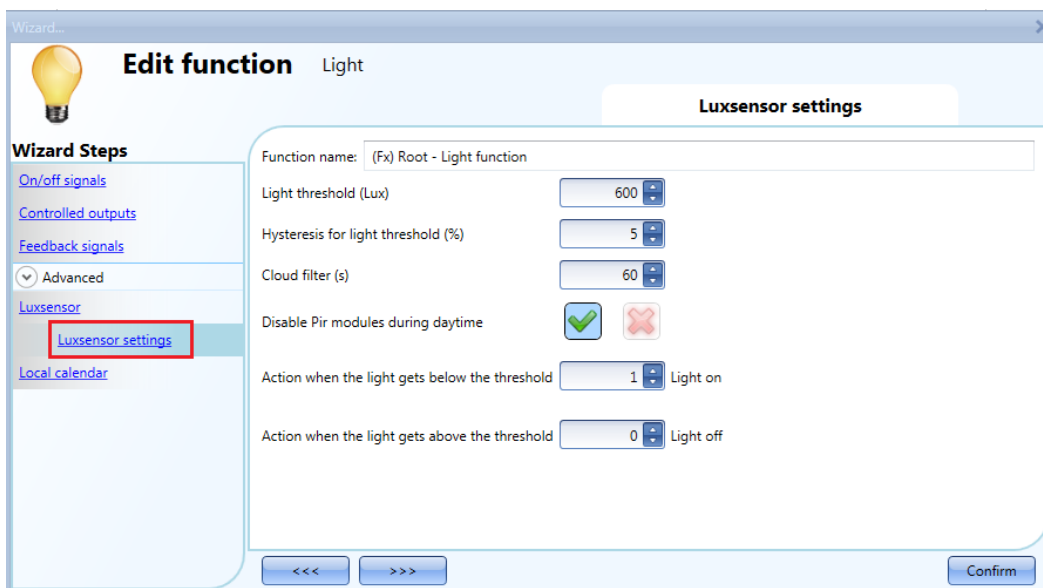 Wizard...
Edit function Light
Luxsensor settings
Wizard Steps
On/off signals
Controlled outputs
Feedback signals
Advanced
Luxsensor
Luxsensor settings
Local calendar
Function name: (Fx) Root - Light function
Light threshold (Lux) 600
Hysteresis for light threshold (%) 5
Cloud filter (s) 60
Disable Pir modules during daytime
Action when the light gets below the threshold 1 Light on
Action when the light gets above the threshold 0 Light off
<<< >>> Confirm